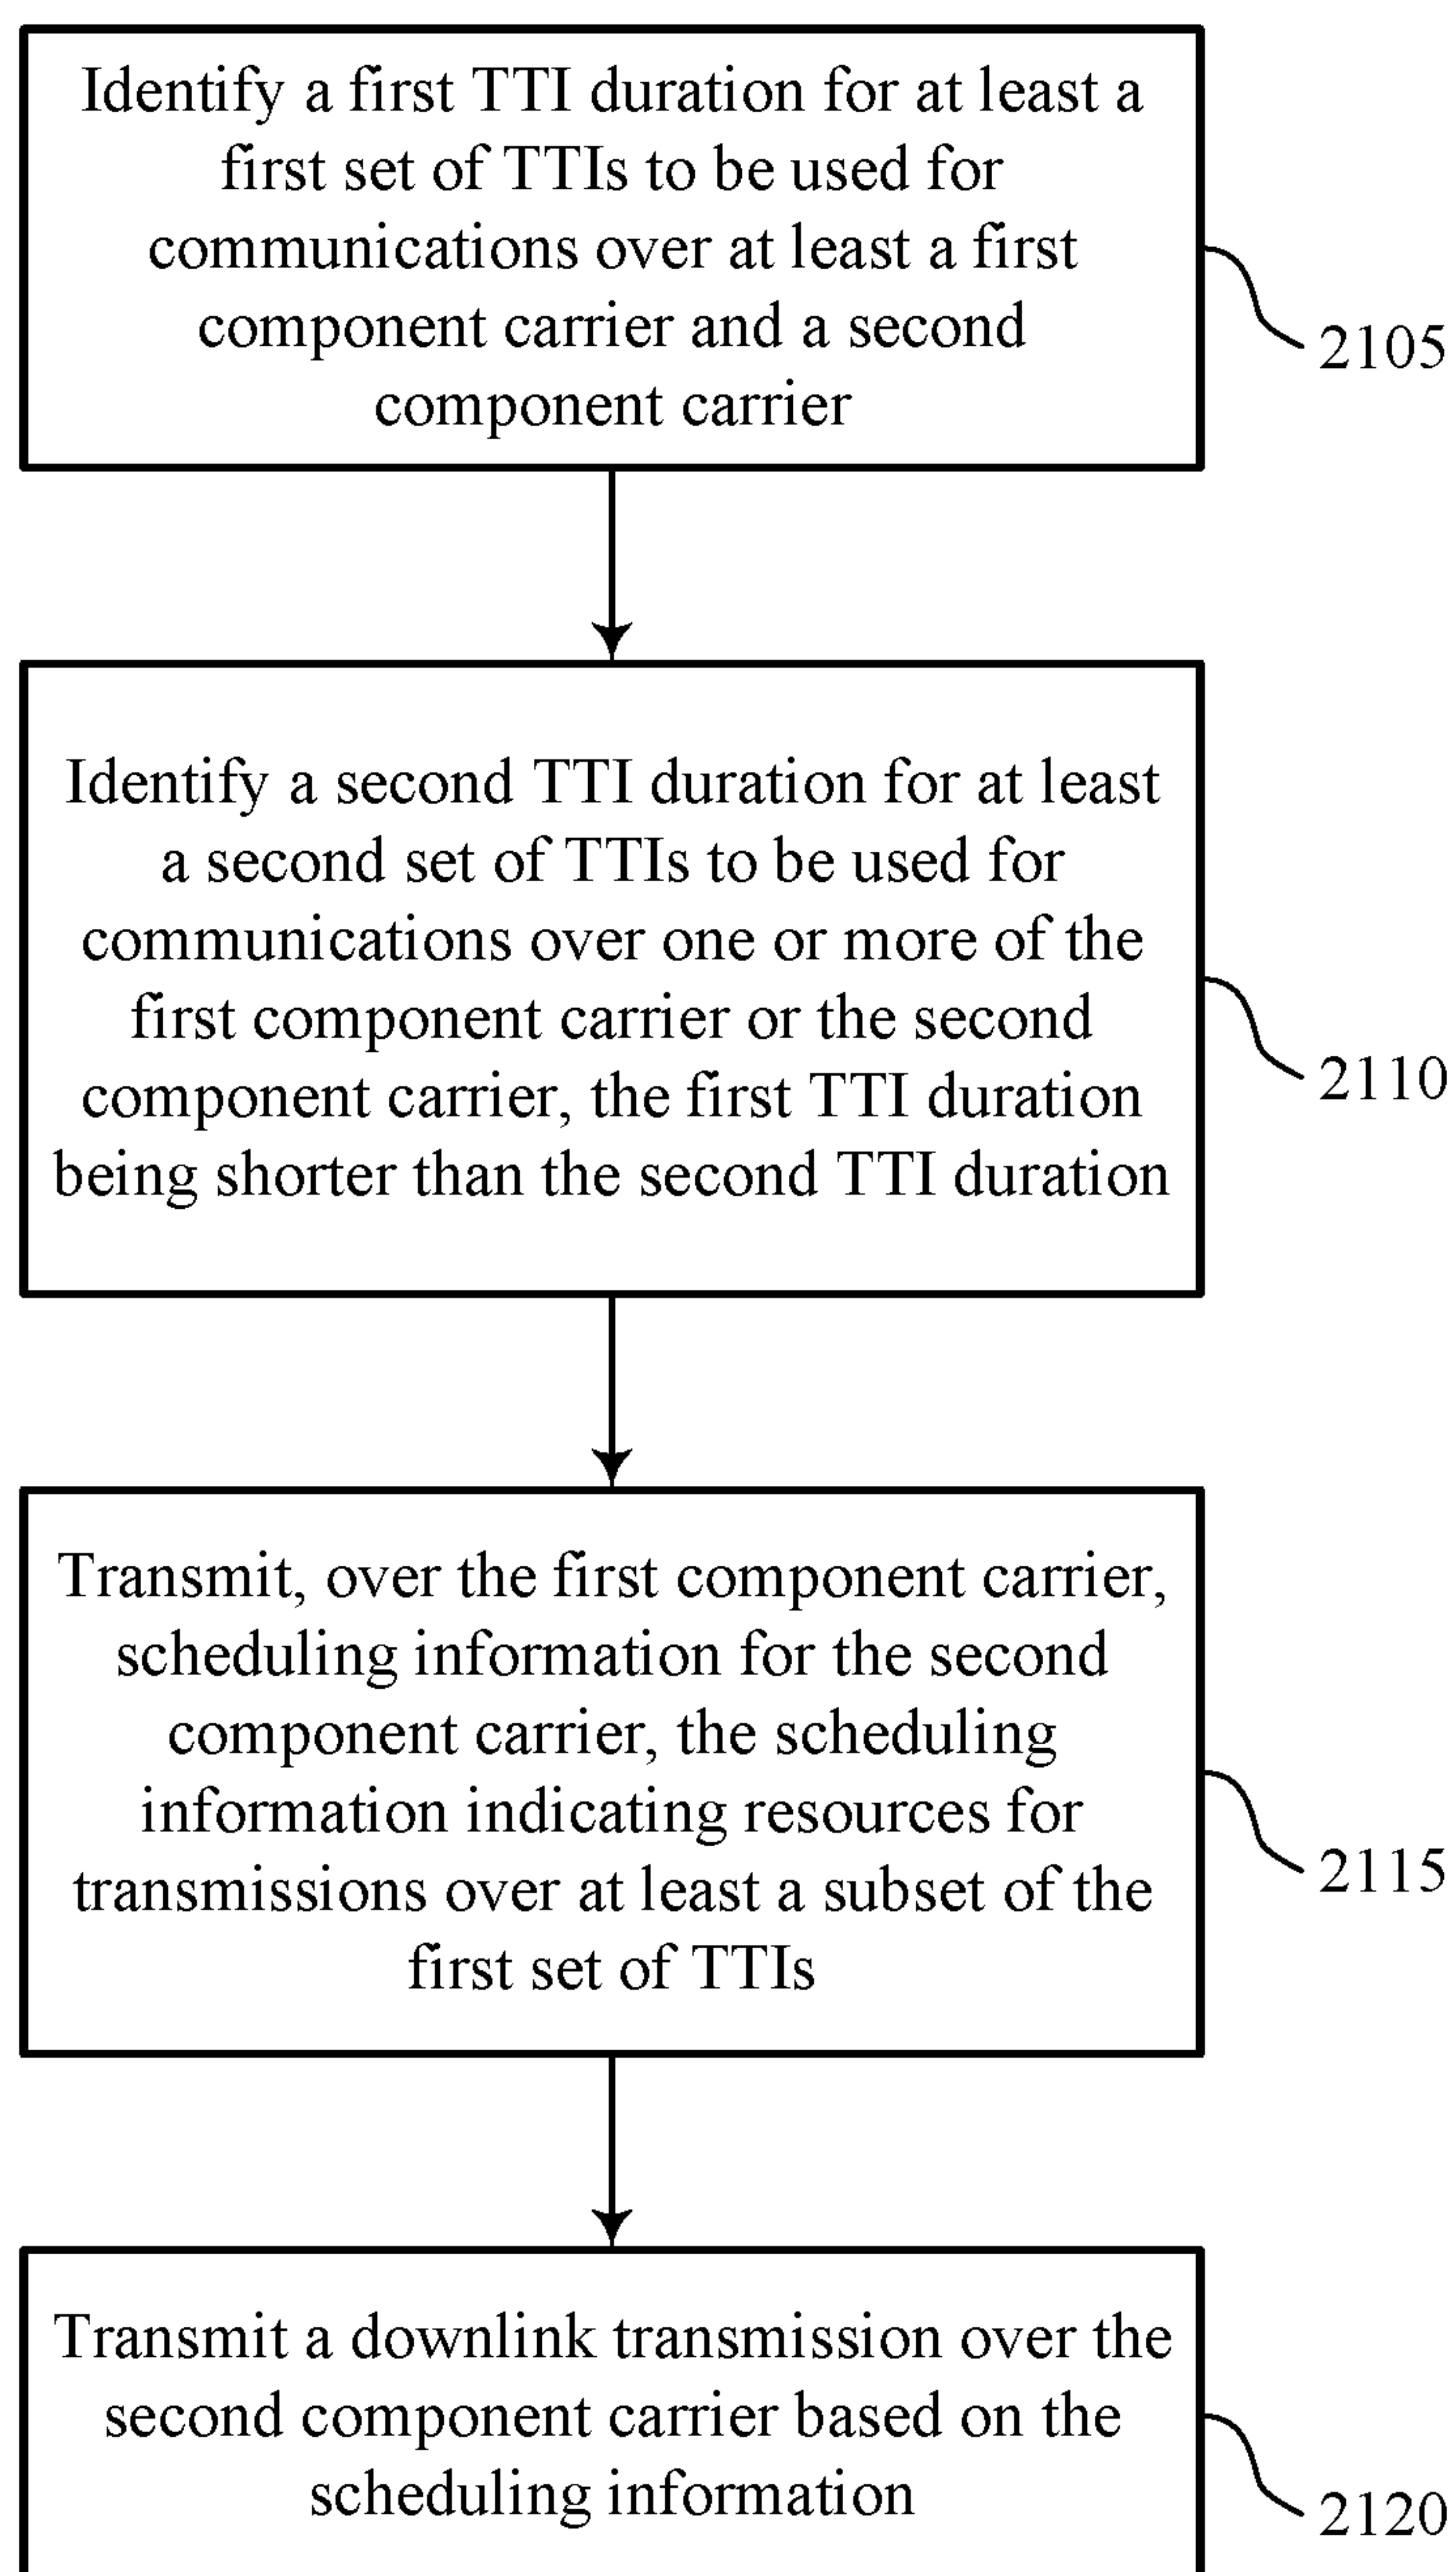 Identify a first TTI duration for at least a
first set of TTIs to be used for
communications over at least a first
component carrier and a second
component carrier
2105
Identify a second TTI duration for at least
a second set of TTIs to be used for
communications over one or more of the
first component carrier or the second
component carrier, the first TTI duration
being shorter than the second TTI duration
2110
Transmit, over the first component carrier,
scheduling information for the second
component carrier, the scheduling
information indicating resources for
transmissions over at least a subset of the
first set of TTIs
2115
Transmit a downlink transmission over the
second component carrier based on the
scheduling information
2120